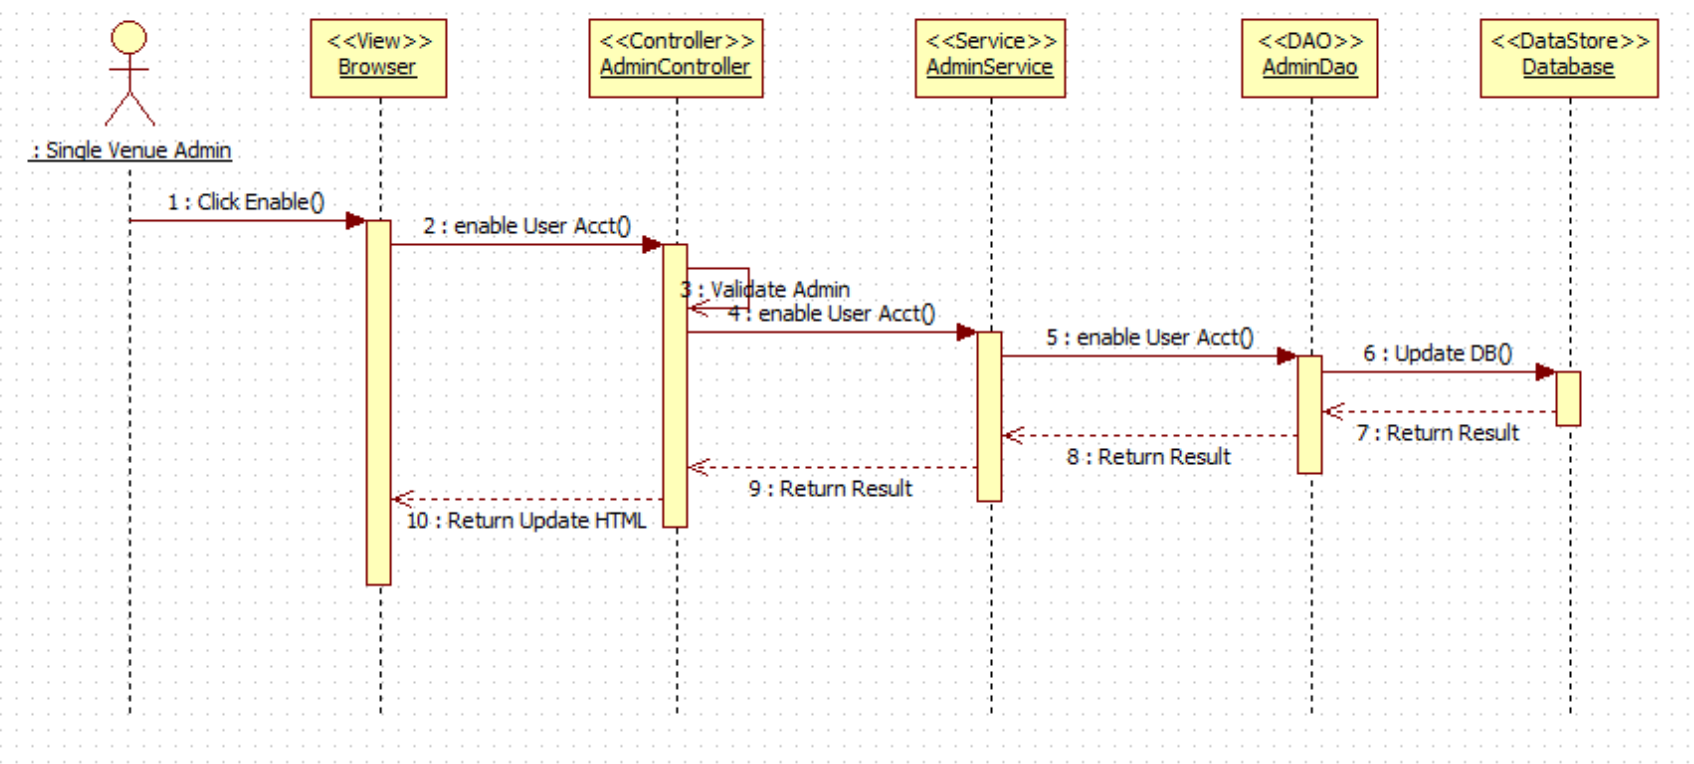 <<View>>
Browser
<<Controller>>
AdminController
<<Service>>
AdminService
<<DAO>>
AdminDao
<<DataStore>>
Database
: Single Venue Admin
1 : Click Enable()
2 : enable User Acct()
3 : Validate Admin
4 : enable User Acct()
5 : enable User Acct()
6 : Update DB()
7 : Return Result
8 : Return Result
9 : Return Result
10 : Return Update HTML